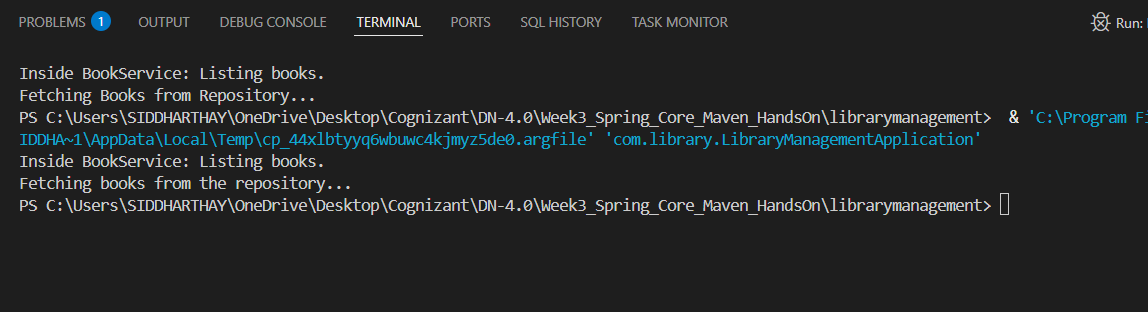 PROBLEMS 1 OUTPUT DEBUG CONSOLE TERMINAL PORTS SQL HISTORY TASK MONITOR Run:
Inside BookService: Listing books.
Fetching Books from Repository...
PS C:\Users\SIDDHARTHAY\OneDrive\Desktop\Cognizant\DN-4.0\Week3_Spring_Core_Maven_HandsOn\librarymanagement> & 'C:\Program Fi
IDDHA~1\AppData\Local\Temp\cp_44xlbtyyq6wbuwc4kjmyz5de0.argfile' 'com.library.LibraryManagementApplication'
Inside BookService: Listing books.
Fetching books from the repository...
PS C:\Users\SIDDHARTHAY\OneDrive\Desktop\Cognizant\DN-4.0\Week3_Spring_Core_Maven_HandsOn\librarymanagement>